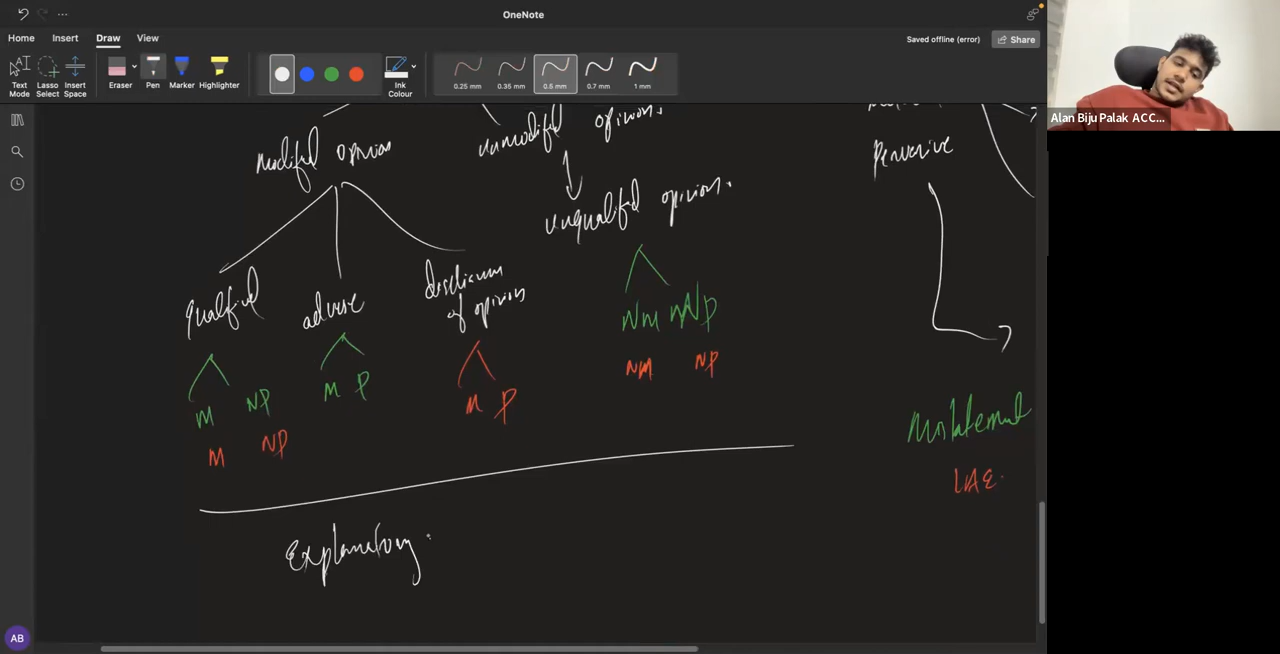 OneNote
Home Insert Draw View
Saved offline (error)
Share
Text Mode
Lasso Select
Insert Space
Eraser
Pen
Marker
Highlighter
Ink Colour
0.25 mm
0.35 mm
0.5 mm
0.7 mm
1 mm
Alan Biju Palak ACC...
modified opinion
unmodified opinion.
pervasive
unqualified opinion.
qualified
adverse
disclaimer of opinion
NM NP
NM NP
M NP
M P
M P
M NP
Misstatement
IAE.
Explanatory
AB